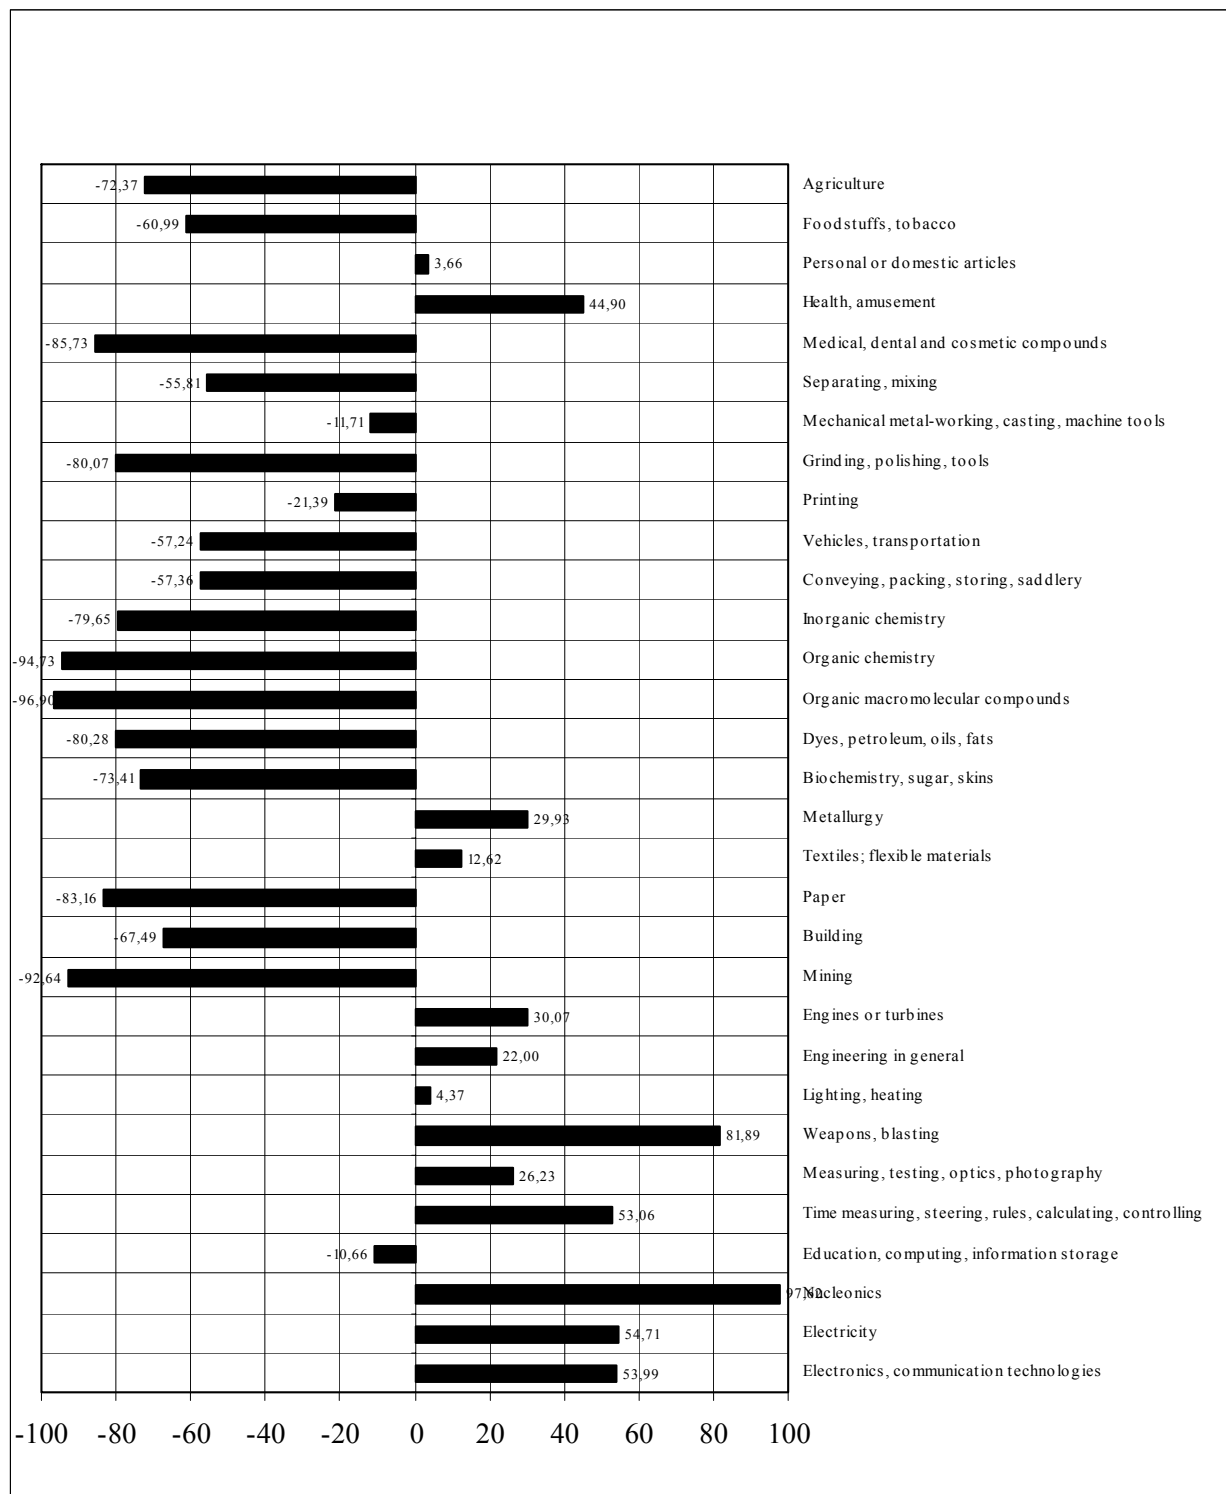 -72,37 Agriculture
-60,99 Foodstuffs, tobacco
3,66 Personal or domestic articles
44,90 Health, amusement
-85,73 Medical, dental and cosmetic compounds
-55,81 Separating, mixing
-11,71 Mechanical metal-working, casting, machine tools
-80,07 Grinding, polishing, tools
-21,39 Printing
-57,24 Vehicles, transportation
-57,36 Conveying, packing, storing, saddlery
-79,65 Inorganic chemistry
-94,73 Organic chemistry
-96,90 Organic macromolecular compounds
-80,28 Dyes, petroleum, oils, fats
-73,41 Biochemistry, sugar, skins
29,93 Metallurgy
12,62 Textiles; flexible materials
-83,16 Paper
-67,49 Building
-92,64 Mining
30,07 Engines or turbines
22,00 Engineering in general
4,37 Lighting, heating
81,89 Weapons, blasting
26,23 Measuring, testing, optics, photography
53,06 Time measuring, steering, rules, calculating, controlling
-10,66 Education, computing, information storage
97,62 Nucleonics
54,71 Electricity
53,99 Electronics, communication technologies
-100 -80 -60 -40 -20 0 20 40 60 80 100